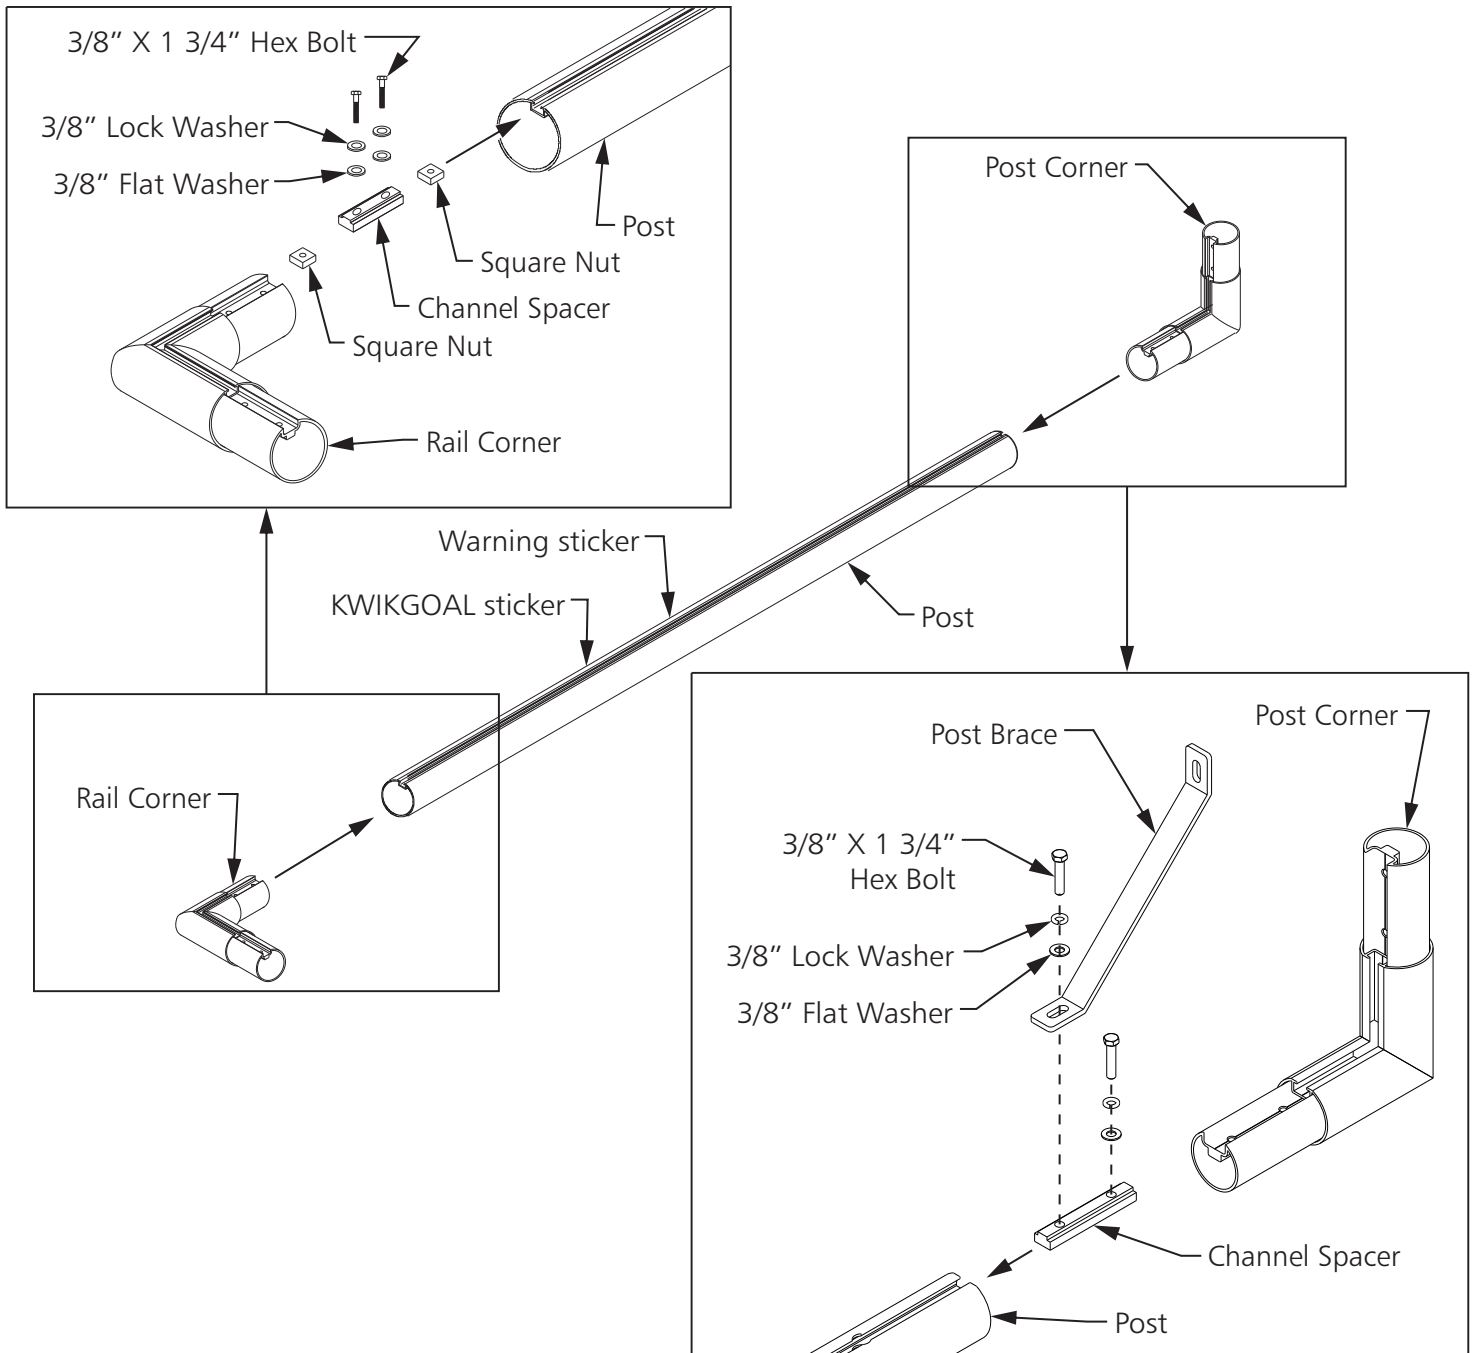 3/8” X 1 3/4” Hex Bolt
3/8” Lock Washer
3/8” Flat Washer
Post
Square Nut
Channel Spacer
Square Nut
Rail Corner
Post Corner
Warning sticker
KWIKGOAL sticker
Post
Rail Corner
Post Brace
Post Corner
3/8” X 1 3/4”
Hex Bolt
3/8” Lock Washer
3/8” Flat Washer
Channel Spacer
Post